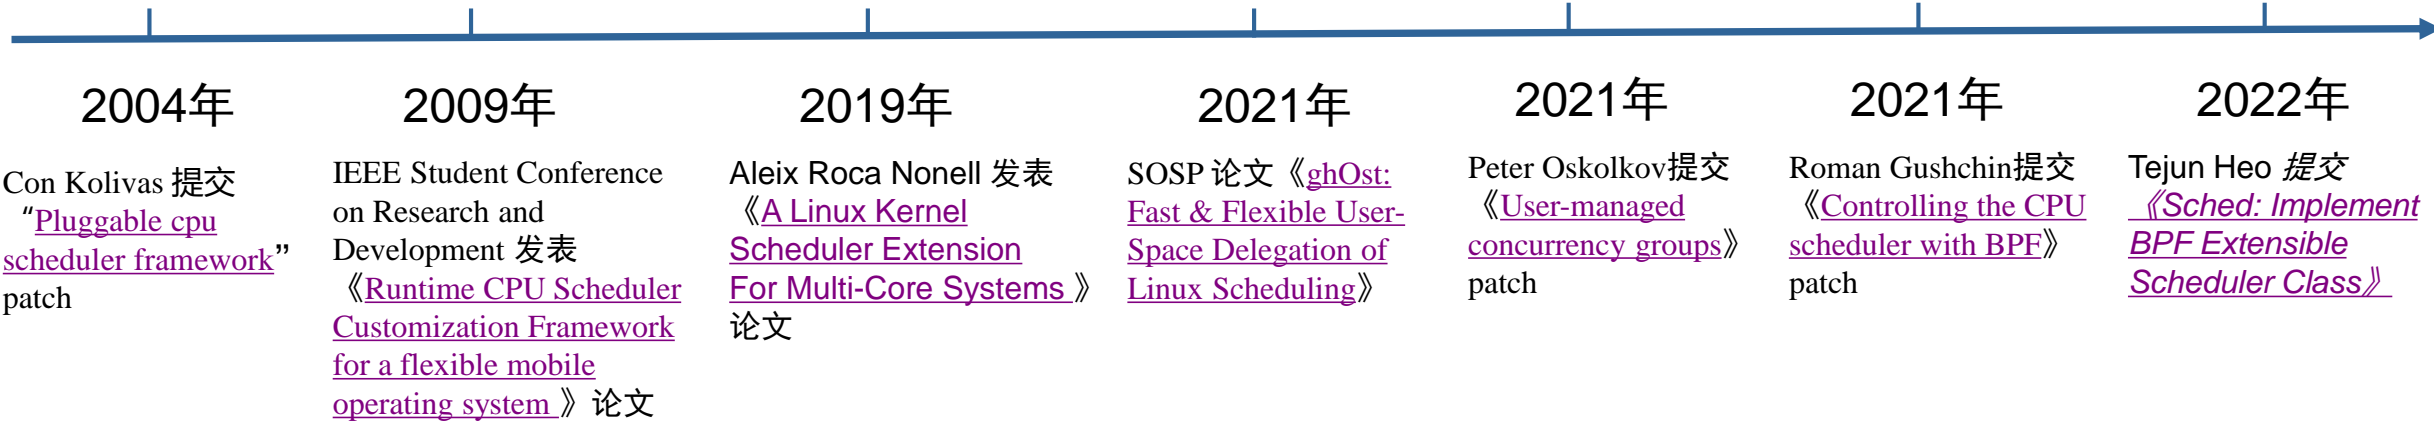 2004年
Con Kolivas 提交
“Pluggable cpu
scheduler framework”
patch
2009年
IEEE Student Conference
on Research and
Development 发表
《Runtime CPU Scheduler
Customization Framework
for a flexible mobile
operating system 》论文
2019年
Aleix Roca Nonell 发表
《A Linux Kernel
Scheduler Extension
For Multi-Core Systems 》
论文
2021年
SOSP 论文《ghOst:
Fast & Flexible User-
Space Delegation of
Linux Scheduling》
2021年
Peter Oskolkov提交
《User-managed
concurrency groups》
patch
2021年
Roman Gushchin提交
《Controlling the CPU
scheduler with BPF》
patch
2022年
Tejun Heo 提交
《Sched: Implement
BPF Extensible
Scheduler Class》